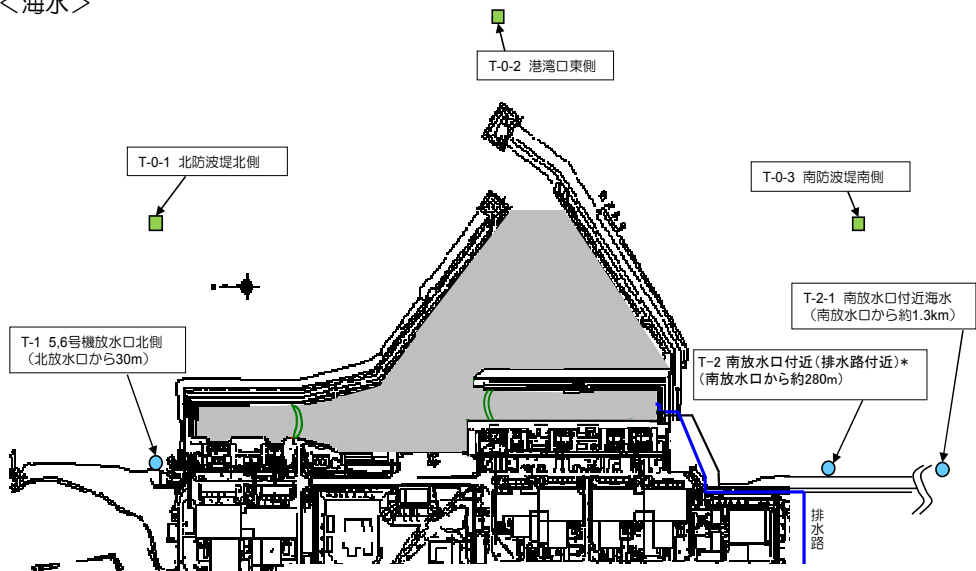 ＜海水＞
T-0-2 港湾口東側
T-0-1 北防波堤北側
T-0-3 南防波堤南側
T-2-1 南放水口付近海水
（南放水口から約1.3km）
T-1 5,6号機放水口北側
（北放水口から30m）
T-2 南放水口付近(排水路付近)*
(南放水口から約280m)
排水路